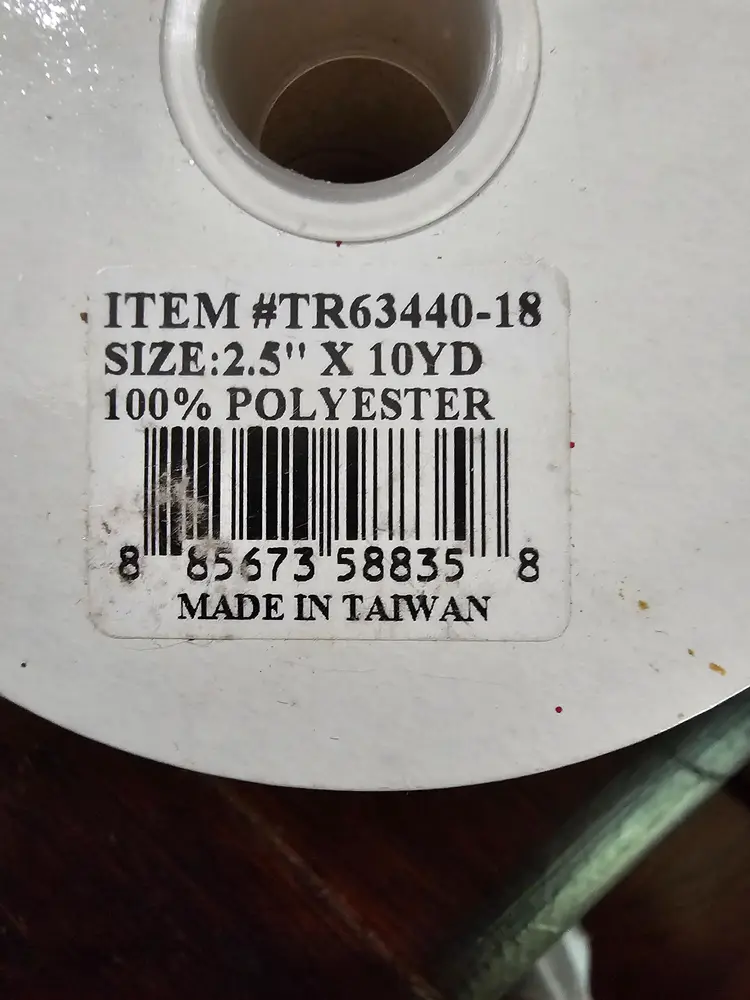 ITEM #TR63440-18
SIZE:2.5" X 10YD
100% POLYESTER
8 85673 58835 8
MADE IN TAIWAN